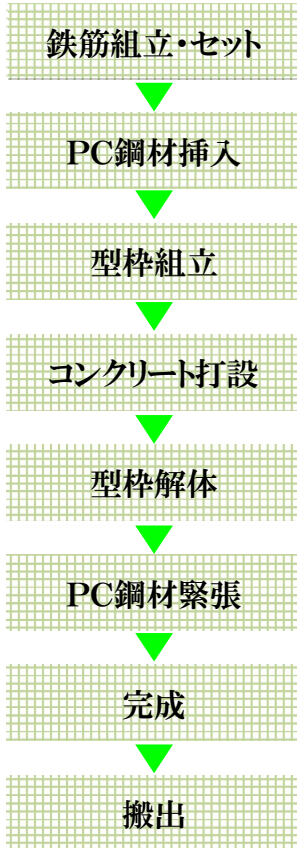 鉄筋組立・セット
PC鋼材挿入
型枠組立
コンクリート打設
型枠解体
PC鋼材緊張
完成
搬出